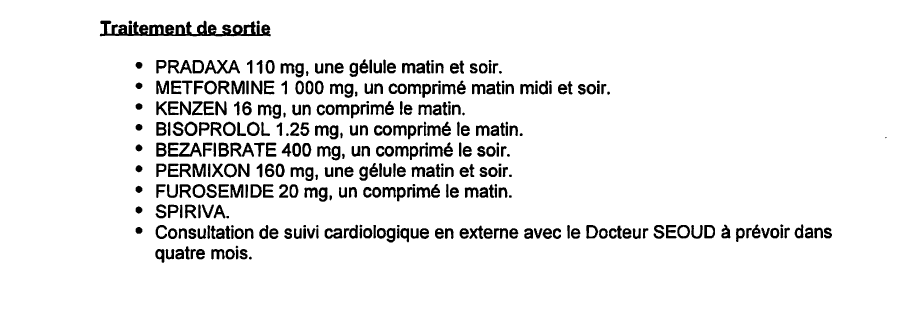 Traitement de sortie
• PRADAXA 110 mg, une gélule matin et soir.
• METFORMINE 1 000 mg, un comprimé matin midi et soir.
• KENZEN 16 mg, un comprimé le matin.
• BISOPROLOL 1.25 mg, un comprimé le matin.
• BEZAFIBRATE 400 mg, un comprimé le soir.
• PERMIXON 160 mg, une gélule matin et soir.
• FUROSEMIDE 20 mg, un comprimé le matin.
• SPIRIVA.
• Consultation de suivi cardiologique en externe avec le Docteur SEOUD à prévoir dans
quatre mois.